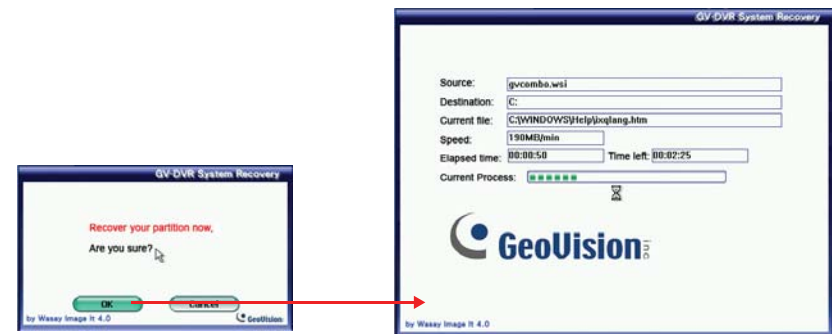 GV-DVR System Recovery
Recover your partition now,
Are you sure?
OK
Cancel
by Wasay Image It 4.0
GeoVision
GV-DVR System Recovery
Source: gvcombo.wsi
Destination: C:
Current file: C:\WINDOWS\Help\ixqlang.htm
Speed: 190MB/min
Elapsed time: 00:00:50 Time left: 00:02:25
Current Process:
GeoVision inc
by Wasay Image It 4.0